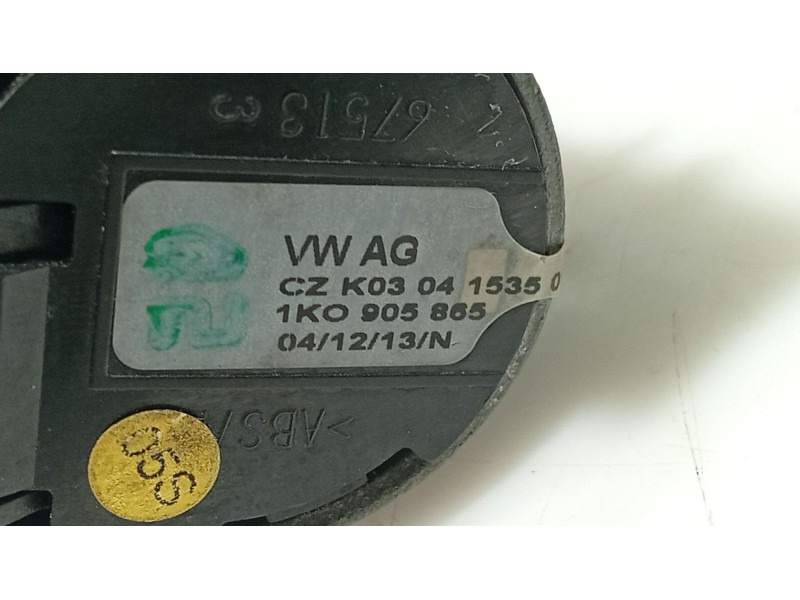 67513
VW AG
CZ K03 04 1535 0
1KO 905 865
04/12/13/N
>ABS/
05S